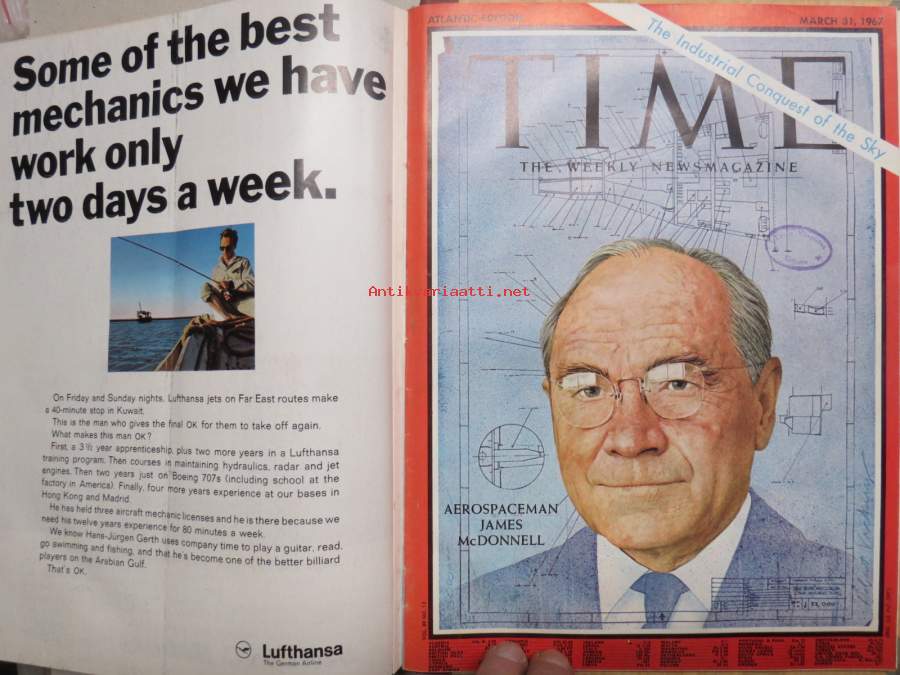 Some of the best
mechanics we have
work only
two days a week.
On Friday and Sunday nights, Lufthansa jets on Far East routes make
a 40-minute stop in Kuwait.
This is the man who gives the final OK for them to take off again.
What makes this man OK?
First, a 3½ year apprenticeship, plus two more years in a Lufthansa
training program. Then courses in maintaining hydraulics, radar and jet
engines. Then two years just on Boeing 707s (including school at the
factory in America). Finally, four more years experience at our bases in
Hong Kong and Madrid.
He has held three aircraft mechanic licenses and he is there because we
need his twelve years experience for 80 minutes a week.
We know Hans-Jürgen Gerth uses company time to play a guitar, read,
go swimming and fishing, and that he's become one of the better billiard
players on the Arabian Gulf.
That's OK.
Lufthansa
The German Airline
Antikvariaatti.net
ATLANTIC EDITION
MARCH 31, 1967
The Industrial Conquest of the Sky
TIME
THE WEEKLY NEWSMAGAZINE
AEROSPACEMAN
JAMES
McDONNELL